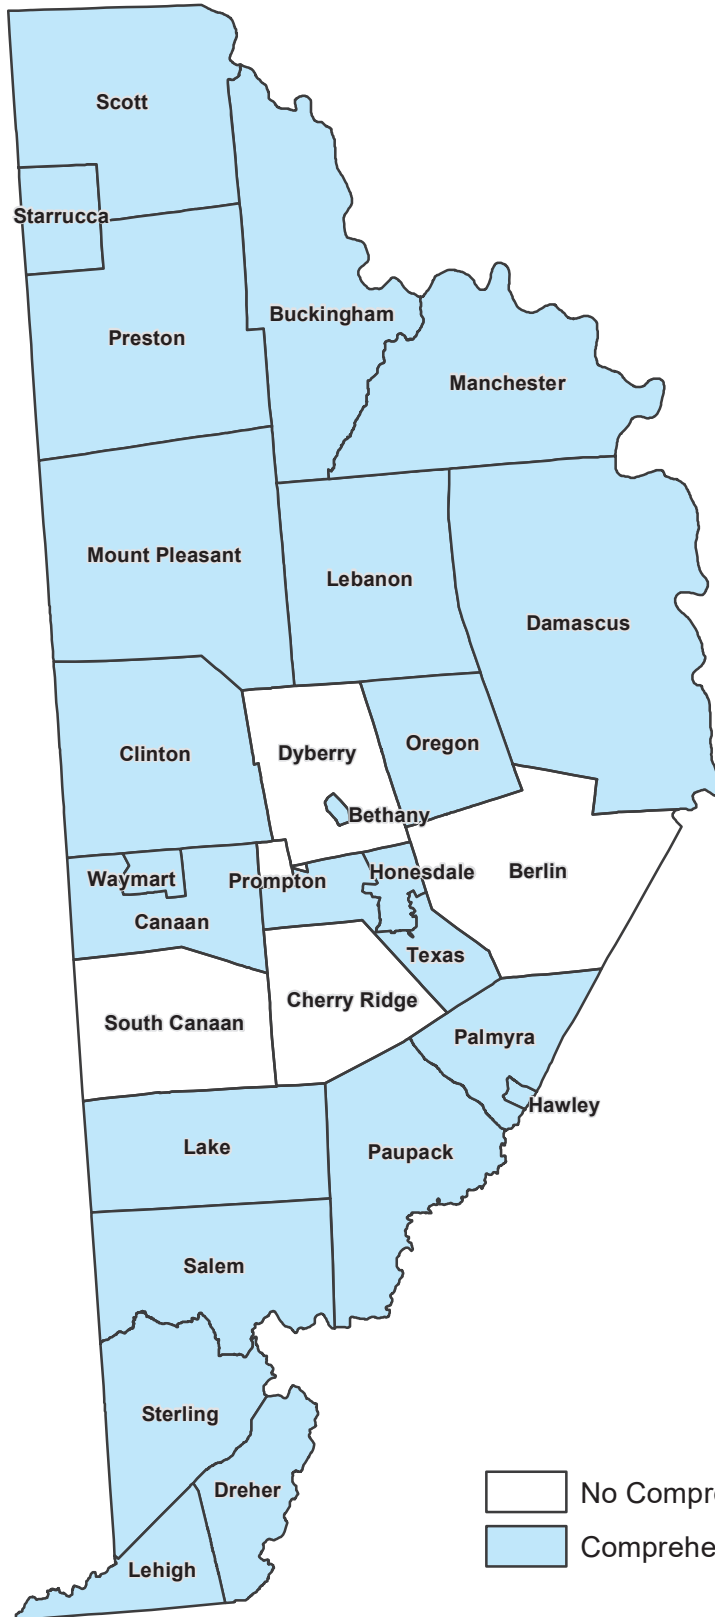 Scott
Starrucca
Buckingham
Preston
Manchester
Mount Pleasant
Lebanon
Damascus
Clinton
Dyberry
Oregon
Bethany
Waymart
Prompton
Honesdale
Berlin
Canaan
Texas
South Canaan
Cherry Ridge
Palmyra
Hawley
Lake
Paupack
Salem
Sterling
Dreher
No Compre
Lehigh
Comprehe